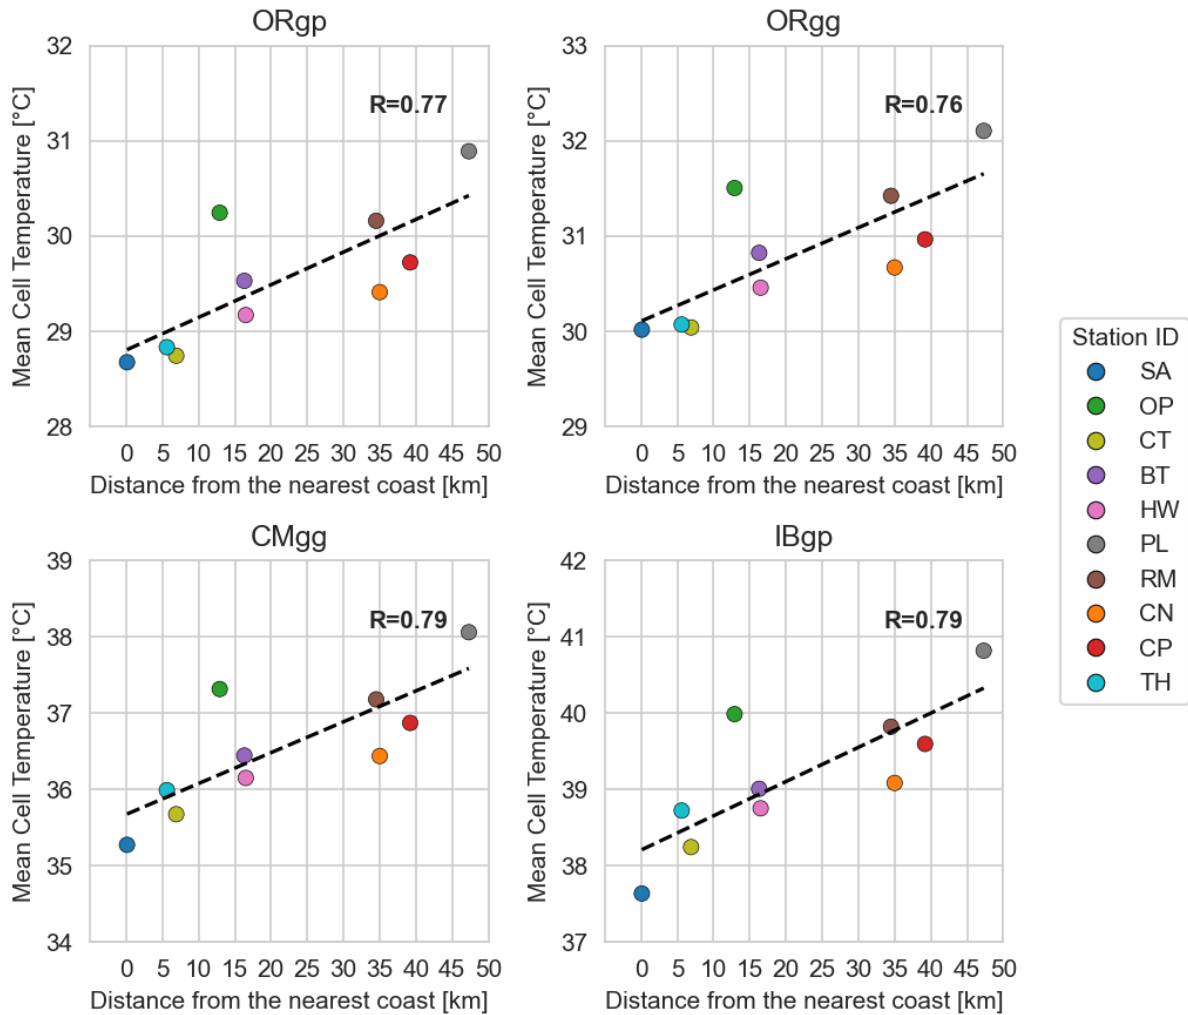 ORgp
Mean Cell Temperature [°C]
32
31
30
29
28
R=0.77
0 5 10 15 20 25 30 35 40 45 50
Distance from the nearest coast [km]
ORgg
Mean Cell Temperature [°C]
33
32
31
30
29
R=0.76
0 5 10 15 20 25 30 35 40 45 50
Distance from the nearest coast [km]
CMgg
Mean Cell Temperature [°C]
39
38
37
36
35
34
R=0.79
0 5 10 15 20 25 30 35 40 45 50
Distance from the nearest coast [km]
IBgp
Mean Cell Temperature [°C]
42
41
40
39
38
37
R=0.79
0 5 10 15 20 25 30 35 40 45 50
Distance from the nearest coast [km]
Station ID
SA
OP
CT
BT
HW
PL
RM
CN
CP
TH